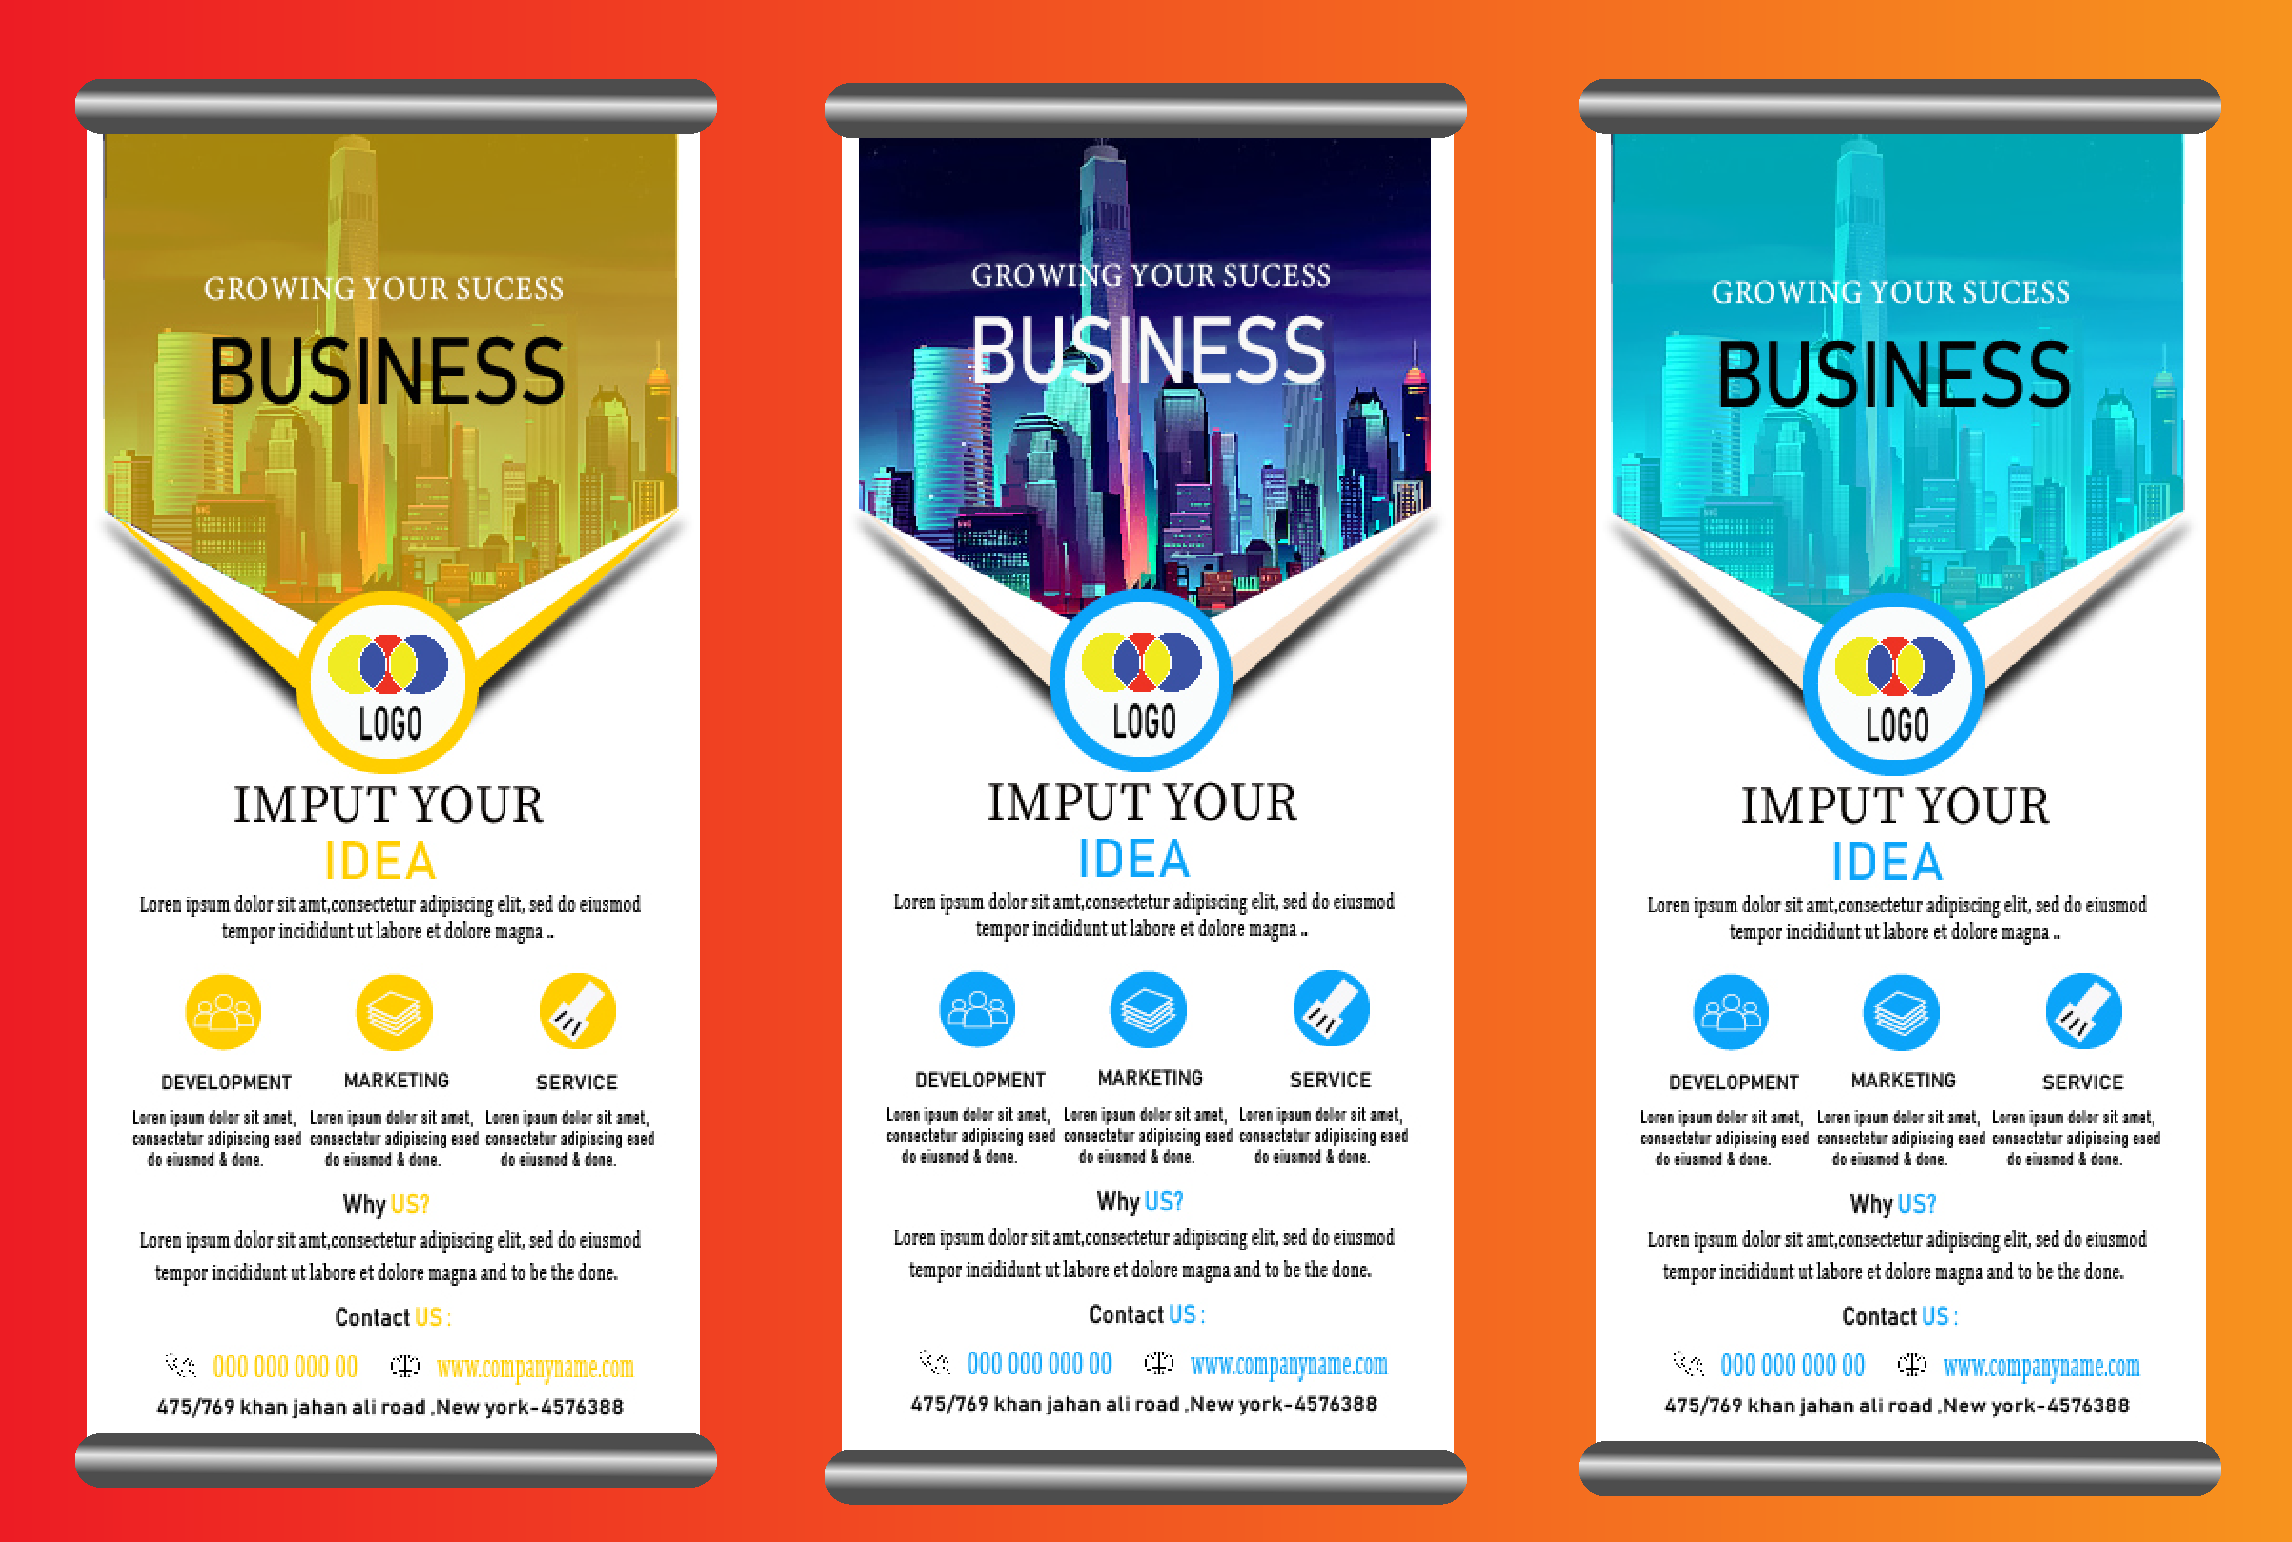 GROWING YOUR SUCESS
BUSINESS
LOGO
IMPUT YOUR
IDEA
Loren ipsum dolor sit amt,consectetur adipiscing elit, sed do eiusmod
tempor incididunt ut labore et dolore magna ..
DEVELOPMENT MARKETING SERVICE
Loren ipsum dolor sit amet, Loren ipsum dolor sit amet, Loren ipsum dolor sit amet,
consectetur adipiscing esed consectetur adipiscing esed consectetur adipiscing esed
do eiusmod & done. do eiusmod & done. do eiusmod & done.
Why US?
Loren ipsum dolor sit amt,consectetur adipiscing elit, sed do eiusmod
tempor incididunt ut labore et dolore magna and to be the done.
Contact US :
000 000 000 00 www.companyname.com
475/769 khan jahan ali road ,New york-4576388
GROWING YOUR SUCESS
BUSINESS
LOGO
IMPUT YOUR
IDEA
Loren ipsum dolor sit amt,consectetur adipiscing elit, sed do eiusmod
tempor incididunt ut labore et dolore magna ..
DEVELOPMENT MARKETING SERVICE
Loren ipsum dolor sit amet, Loren ipsum dolor sit amet, Loren ipsum dolor sit amet,
consectetur adipiscing esed consectetur adipiscing esed consectetur adipiscing esed
do eiusmod & done. do eiusmod & done. do eiusmod & done.
Why US?
Loren ipsum dolor sit amt,consectetur adipiscing elit, sed do eiusmod
tempor incididunt ut labore et dolore magna and to be the done.
Contact US :
000 000 000 00 www.companyname.com
475/769 khan jahan ali road ,New york-4576388
GROWING YOUR SUCESS
BUSINESS
LOGO
IMPUT YOUR
IDEA
Loren ipsum dolor sit amt,consectetur adipiscing elit, sed do eiusmod
tempor incididunt ut labore et dolore magna ..
DEVELOPMENT MARKETING SERVICE
Loren ipsum dolor sit amet, Loren ipsum dolor sit amet, Loren ipsum dolor sit amet,
consectetur adipiscing esed consectetur adipiscing esed consectetur adipiscing esed
do eiusmod & done. do eiusmod & done. do eiusmod & done.
Why US?
Loren ipsum dolor sit amt,consectetur adipiscing elit, sed do eiusmod
tempor incididunt ut labore et dolore magna and to be the done.
Contact US :
000 000 000 00 www.companyname.com
475/769 khan jahan ali road ,New york-4576388